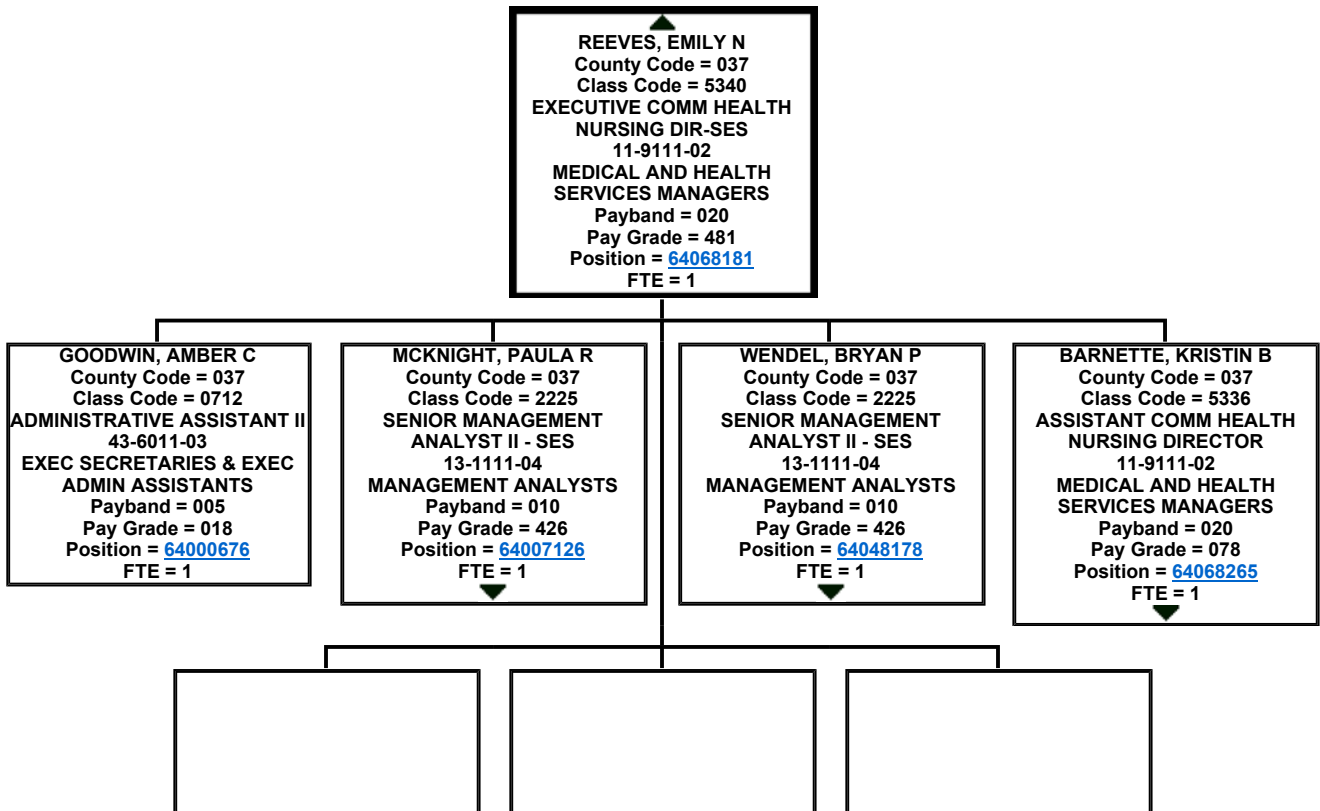 REEVES, EMILY N
County Code = 037
Class Code = 5340
EXECUTIVE COMM HEALTH
NURSING DIR-SES
11-9111-02
MEDICAL AND HEALTH
SERVICES MANAGERS
Payband = 020
Pay Grade = 481
Position = 64068181
FTE = 1
GOODWIN, AMBER C
County Code = 037
Class Code = 0712
ADMINISTRATIVE ASSISTANT II
43-6011-03
EXEC SECRETARIES & EXEC
ADMIN ASSISTANTS
Payband = 005
Pay Grade = 018
Position = 64000676
FTE = 1
MCKNIGHT, PAULA R
County Code = 037
Class Code = 2225
SENIOR MANAGEMENT
ANALYST II - SES
13-1111-04
MANAGEMENT ANALYSTS
Payband = 010
Pay Grade = 426
Position = 64007126
FTE = 1
WENDEL, BRYAN P
County Code = 037
Class Code = 2225
SENIOR MANAGEMENT
ANALYST II - SES
13-1111-04
MANAGEMENT ANALYSTS
Payband = 010
Pay Grade = 426
Position = 64048178
FTE = 1
BARNETTE, KRISTIN B
County Code = 037
Class Code = 5336
ASSISTANT COMM HEALTH
NURSING DIRECTOR
11-9111-02
MEDICAL AND HEALTH
SERVICES MANAGERS
Payband = 020
Pay Grade = 078
Position = 64068265
FTE = 1